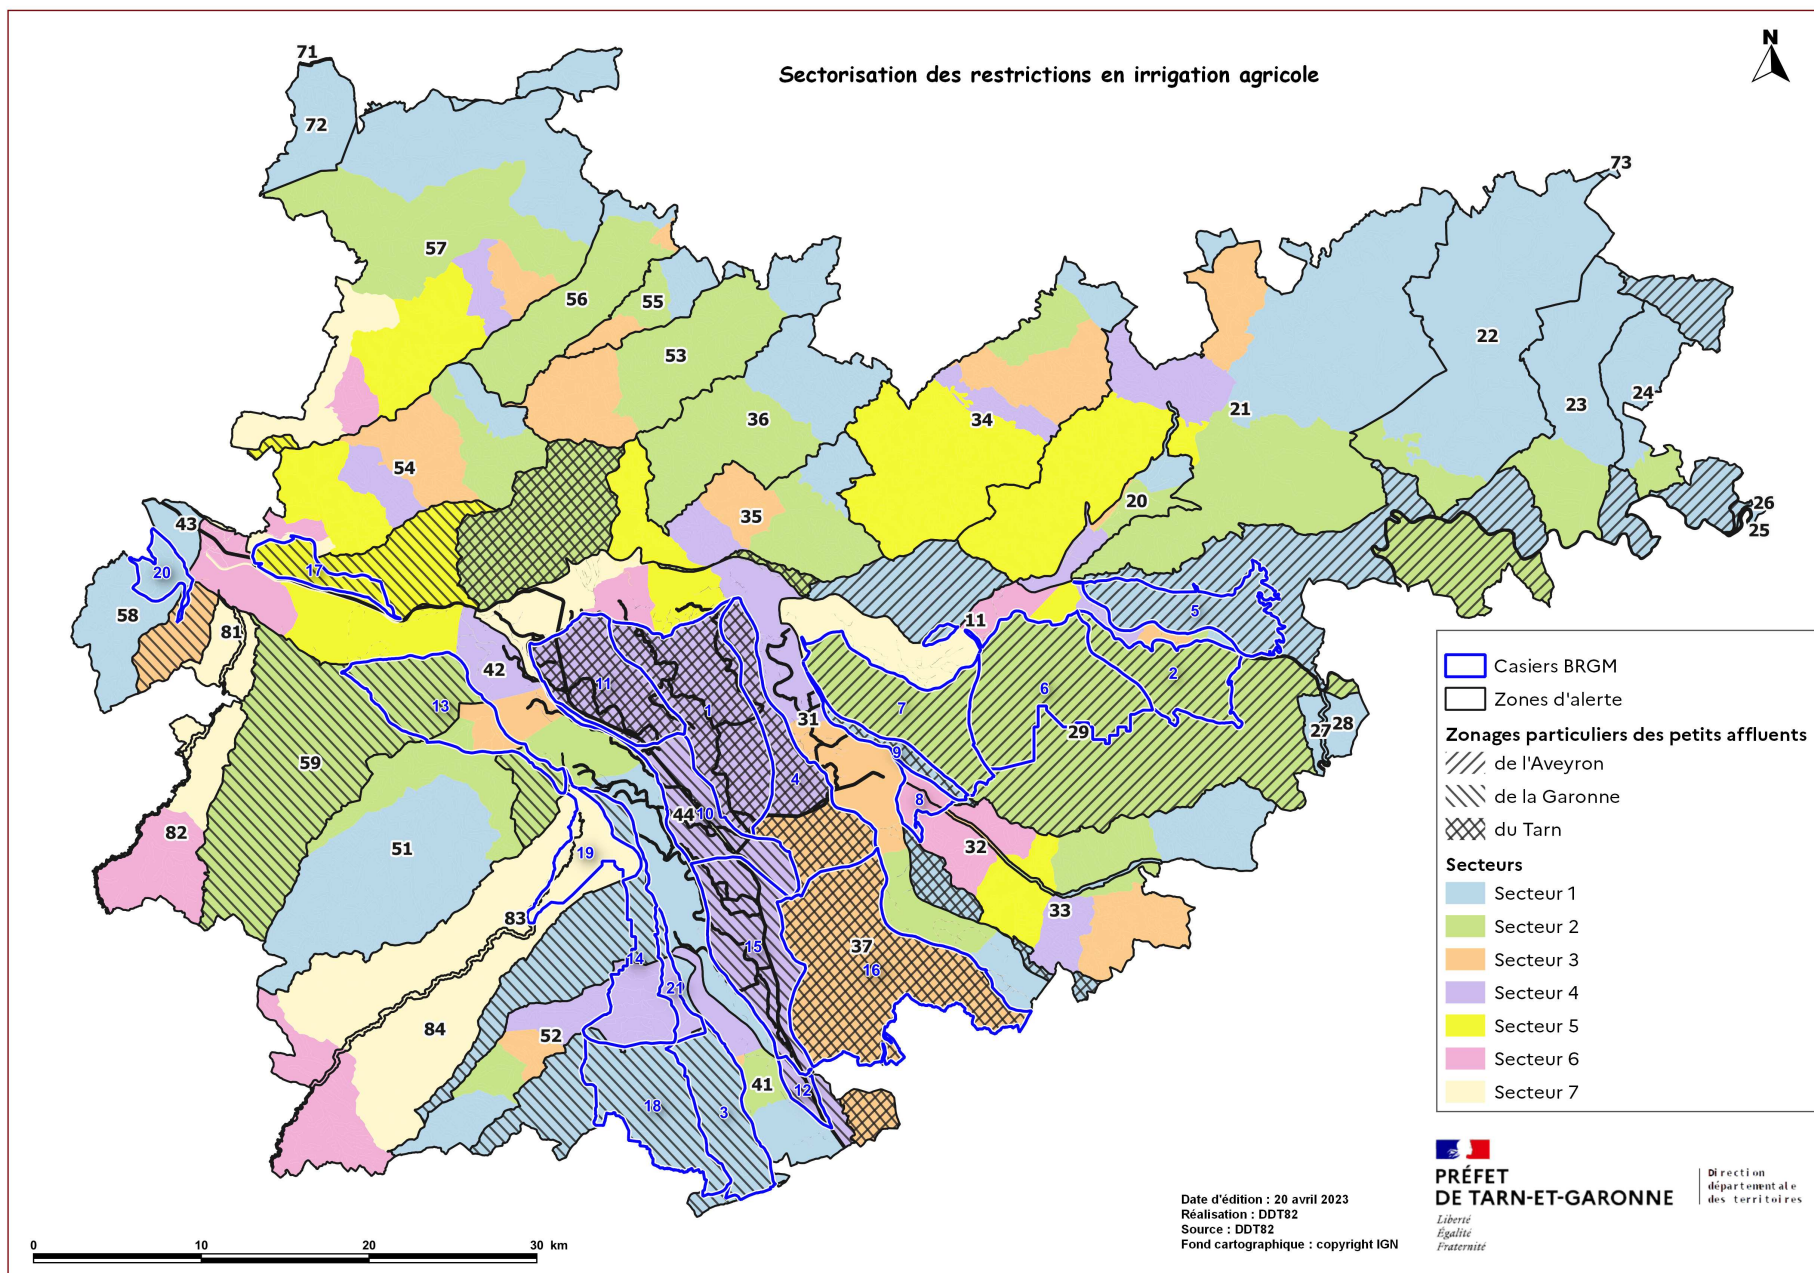 Sectorisation des restrictions en irrigation agricole
N
71
72
73
57
56
55
53
36
22
21
23
24
34
54
20
35
26
25
43
20
17
58
81
5
11
42
11
13
1
6
2
7
31
29
27
28
9
59
4
8
44
10
82
51
19
32
83
33
14
15
37
16
21
84
52
41
12
18
3
Casiers BRGM
Zones d'alerte
Zonages particuliers des petits affluents
de l'Aveyron
de la Garonne
du Tarn
Secteurs
Secteur 1
Secteur 2
Secteur 3
Secteur 4
Secteur 5
Secteur 6
Secteur 7
PRÉFET
DE TARN-ET-GARONNE
Liberté
Égalité
Fraternité
Direction
départementale
des territoires
Date d'édition : 20 avril 2023
Réalisation : DDT82
Source : DDT82
Fond cartographique : copyright IGN
0 10 20 30 km